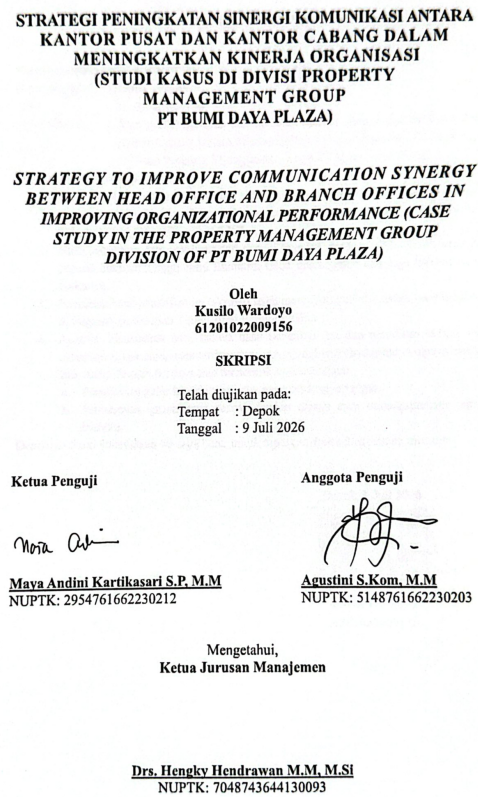 STRATEGI PENINGKATAN SINERGI KOMUNIKASI ANTARA
KANTOR PUSAT DAN KANTOR CABANG DALAM
MENINGKATKAN KINERJA ORGANISASI
(STUDI KASUS DI DIVISI PROPERTY
MANAGEMENT GROUP
PT BUMI DAYA PLAZA)
STRATEGY TO IMPROVE COMMUNICATION SYNERGY
BETWEEN HEAD OFFICE AND BRANCH OFFICES IN
IMPROVING ORGANIZATIONAL PERFORMANCE (CASE
STUDY IN THE PROPERTY MANAGEMENT GROUP
DIVISION OF PT BUMI DAYA PLAZA)
Oleh
Kusilo Wardoyo
61201022009156
SKRIPSI
Telah diujikan pada:
Tempat : Depok
Tanggal : 9 Juli 2026
Ketua Penguji
Anggota Penguji
Maya Andini Kartikasari S.P, M.M
NUPTK: 2954761662230212
Agustini S.Kom, M.M
NUPTK: 5148761662230203
Mengetahui,
Ketua Jurusan Manajemen
Drs. Hengky Hendrawan M.M, M.Si
NUPTK: 7048743644130093